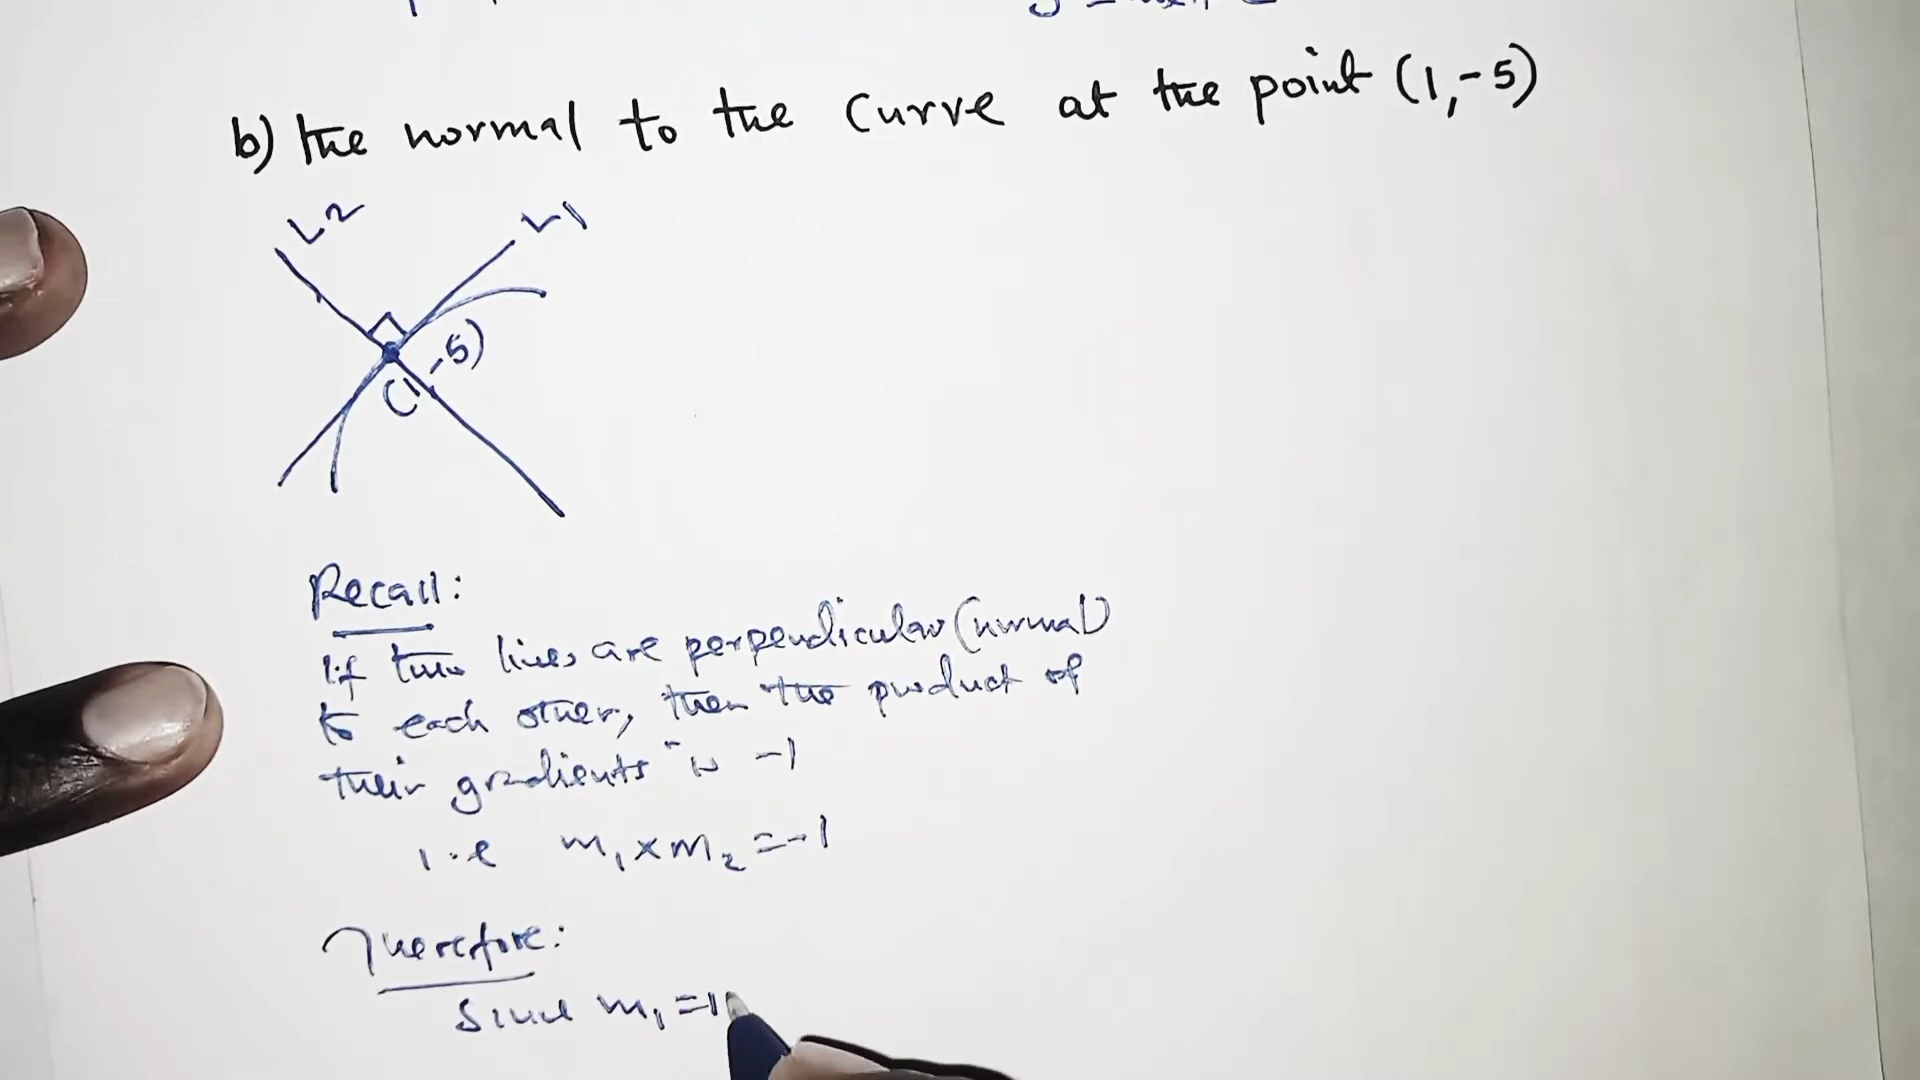 b) the normal to the curve at the point (1,-5)
L2
L1
(1,-5)
Recall:
if two lines are perpendicular (normal)
to each other, then the product of
their gradients is -1
i.e m₁ x m₂ = -1
Therefore:
Since m₁ =